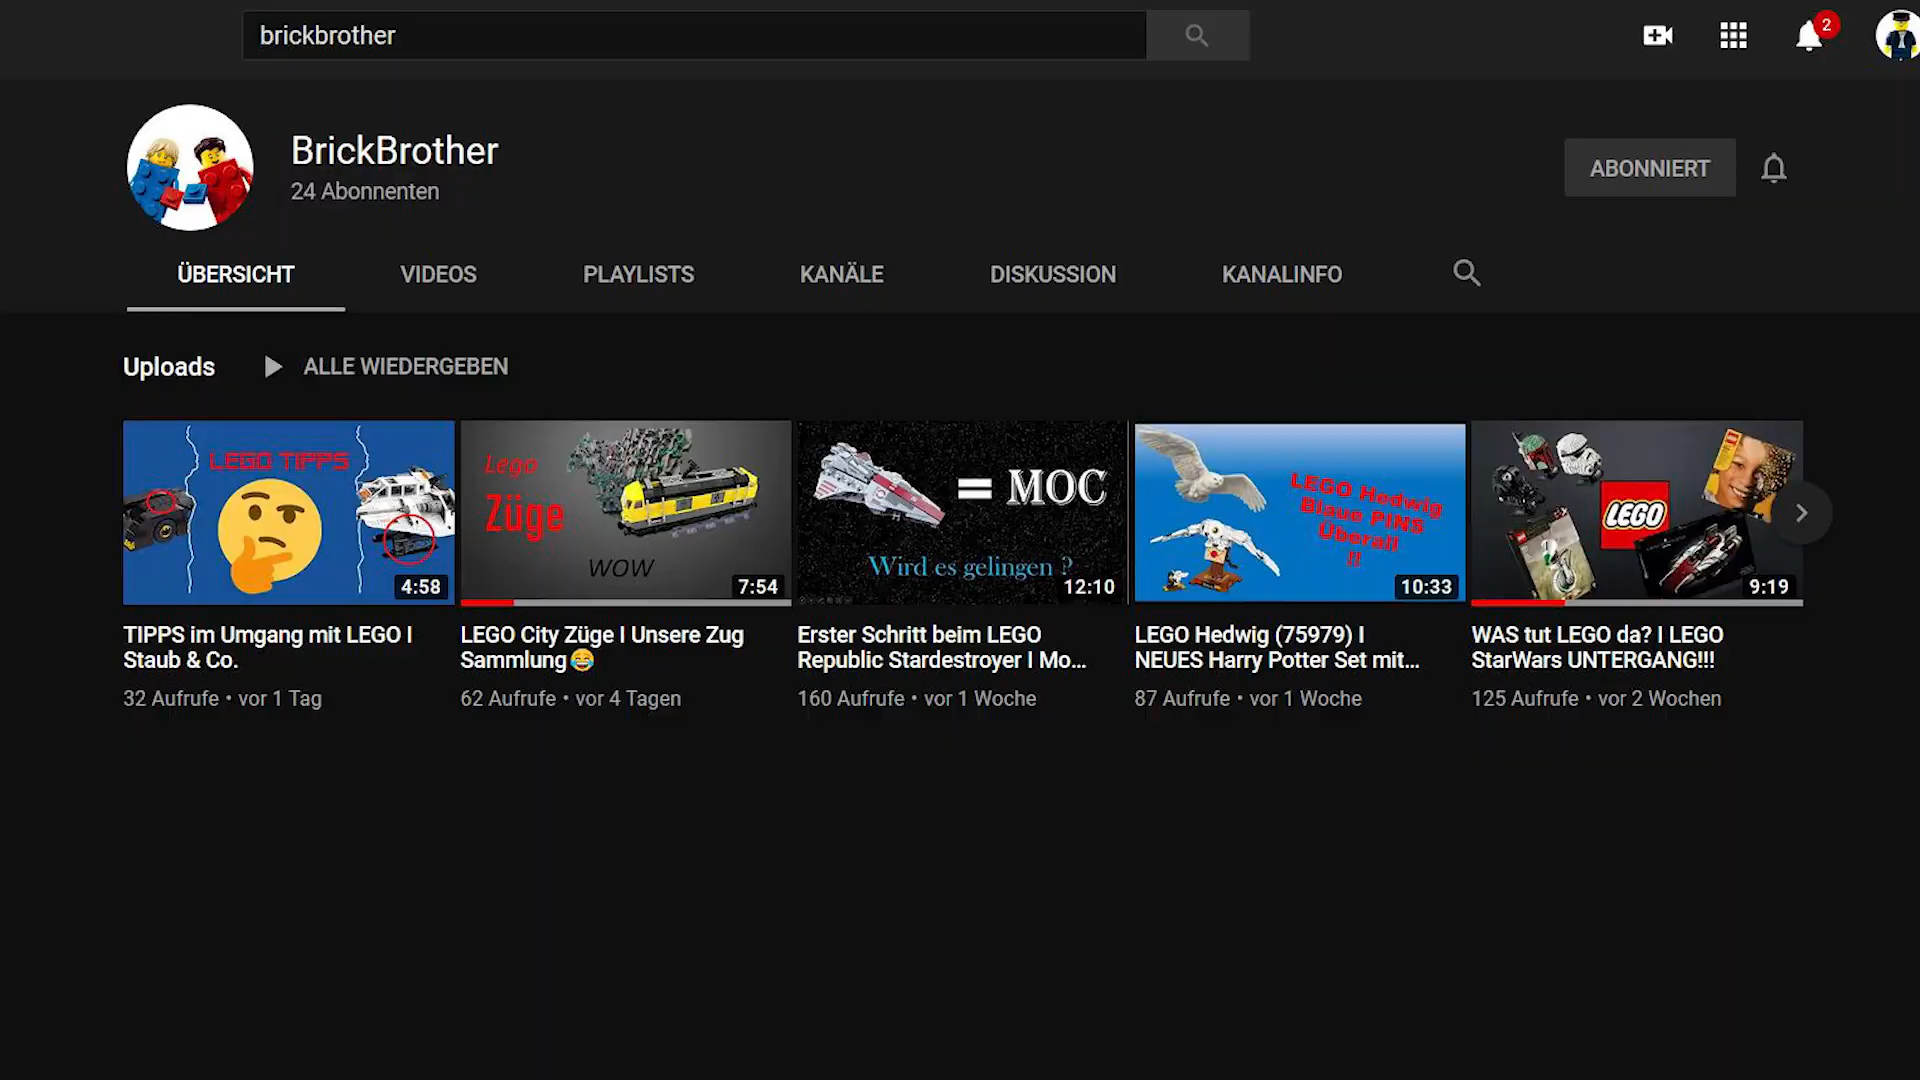 brickbrother
2
BrickBrother
24 Abonnenten
ABONNIERT
ÜBERSICHT
VIDEOS
PLAYLISTS
KANÄLE
DISKUSSION
KANALINFO
Uploads
ALLE WIEDERGEBEN
LEGO TIPPS
4:58
Lego
Züge
WOW
7:54
= MOC
Wird es gelingen ?
12:10
LEGO Hedwig
Blaue PINS
Überall
!!
10:33
LEGO
9:19
TIPPS im Umgang mit LEGO I
Staub & Co.
32 Aufrufe • vor 1 Tag
LEGO City Züge I Unsere Zug
Sammlung😂
62 Aufrufe • vor 4 Tagen
Erster Schritt beim LEGO
Republic Stardestroyer I Mo...
160 Aufrufe • vor 1 Woche
LEGO Hedwig (75979) I
NEUES Harry Potter Set mit...
87 Aufrufe • vor 1 Woche
WAS tut LEGO da? I LEGO
StarWars UNTERGANG!!!
125 Aufrufe • vor 2 Wochen